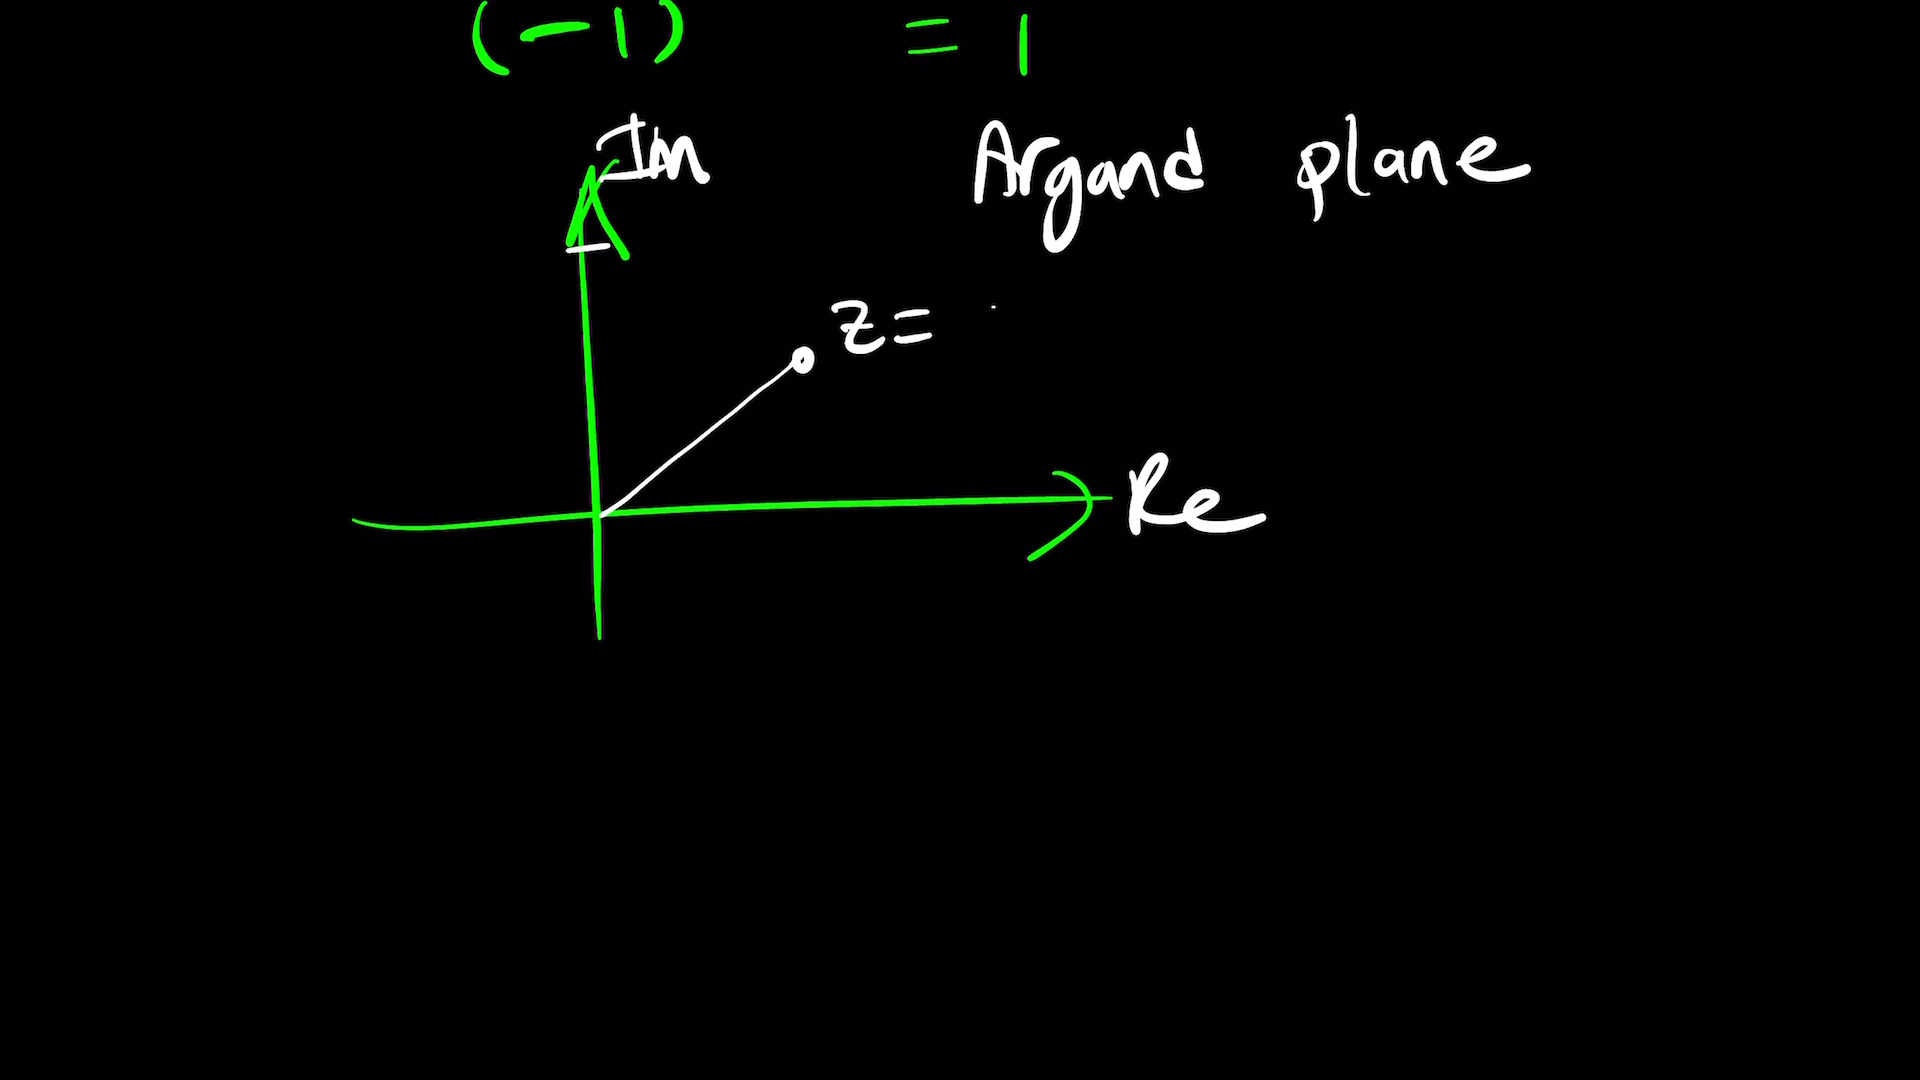 (-1) = 1
Im Argand plane
z=
Re